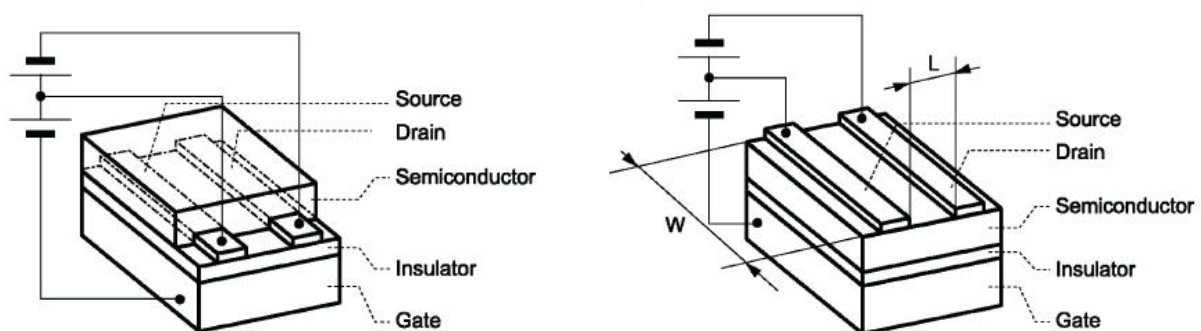 Source
Drain
Semiconductor
Insulator
Gate
L
Source
Drain
Semiconductor
W
Insulator
Gate